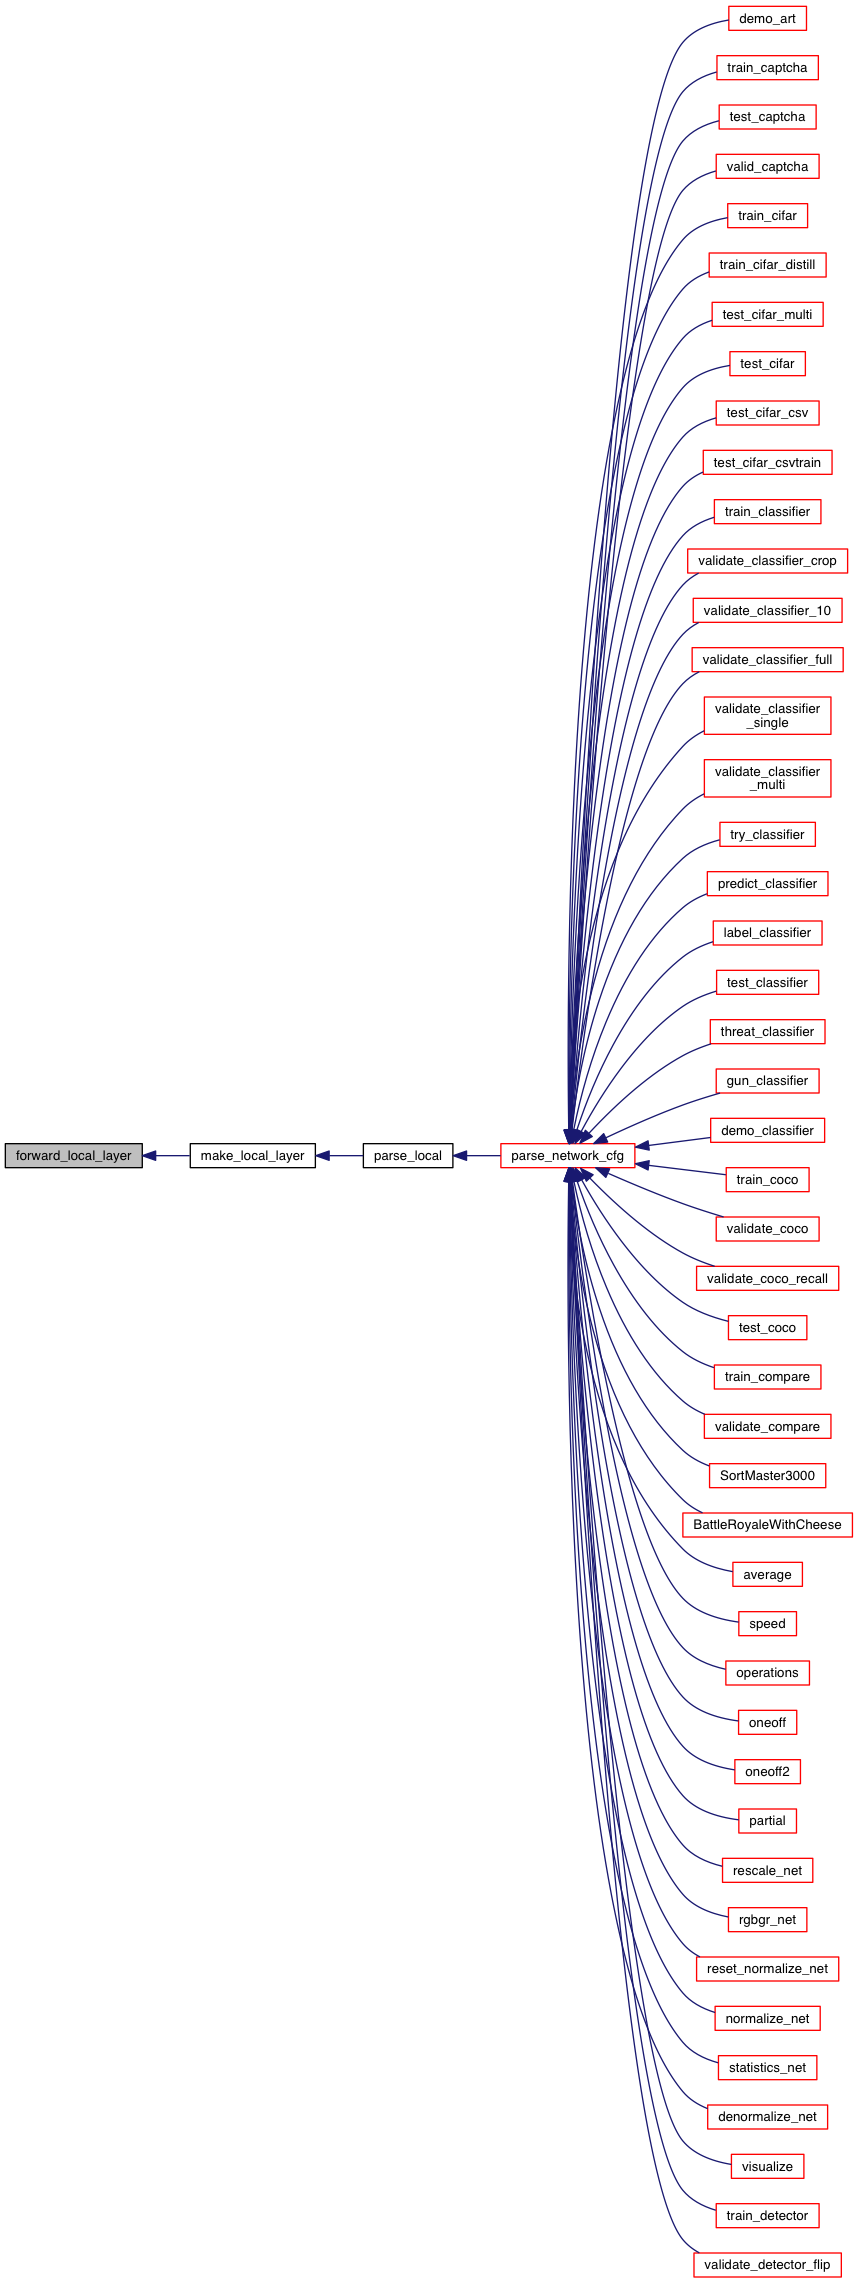 demo_art
train_captcha
test_captcha
valid_captcha
train_cifar
train_cifar_distill
test_cifar_multi
test_cifar
test_cifar_csv
test_cifar_csvtrain
train_classifier
validate_classifier_crop
validate_classifier_10
validate_classifier_full
validate_classifier
_single
validate_classifier
_multi
try_classifier
predict_classifier
label_classifier
test_classifier
threat_classifier
gun_classifier
demo_classifier
forward_local_layer
make_local_layer
parse_local
parse_network_cfg
train_coco
validate_coco
validate_coco_recall
test_coco
train_compare
validate_compare
SortMaster3000
BattleRoyaleWithCheese
average
speed
operations
oneoff
oneoff2
partial
rescale_net
rgbgr_net
reset_normalize_net
normalize_net
statistics_net
denormalize_net
visualize
train_detector
validate_detector_flip